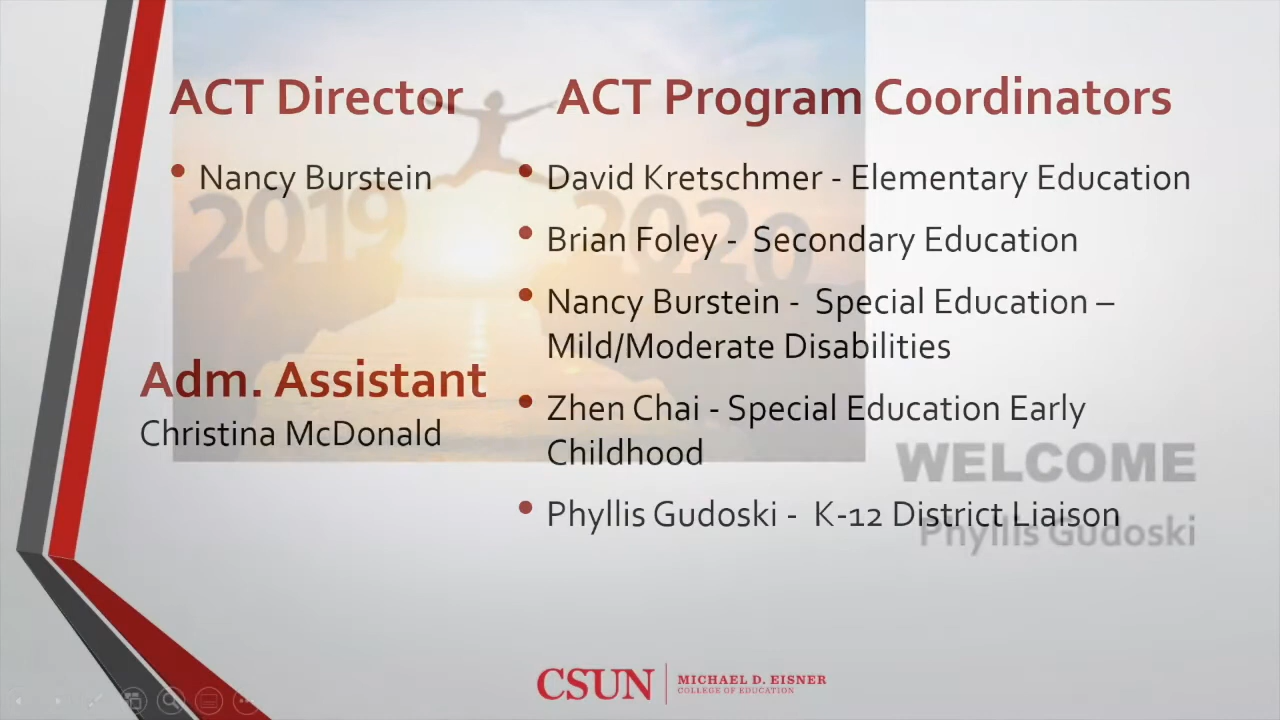 ACT Director
Nancy Burstein
2019
2020
Adm. Assistant
Christina McDonald
ACT Program Coordinators
• David Kretschmer - Elementary Education
• Brian Foley - Secondary Education
• Nancy Burstein - Special Education –
Mild/Moderate Disabilities
• Zhen Chai - Special Education Early
Childhood
• Phyllis Gudoski - K-12 District Liaison
WELCOME
Phyllis Gudoski
CSUN
MICHAEL D. EISNER
COLLEGE OF EDUCATION